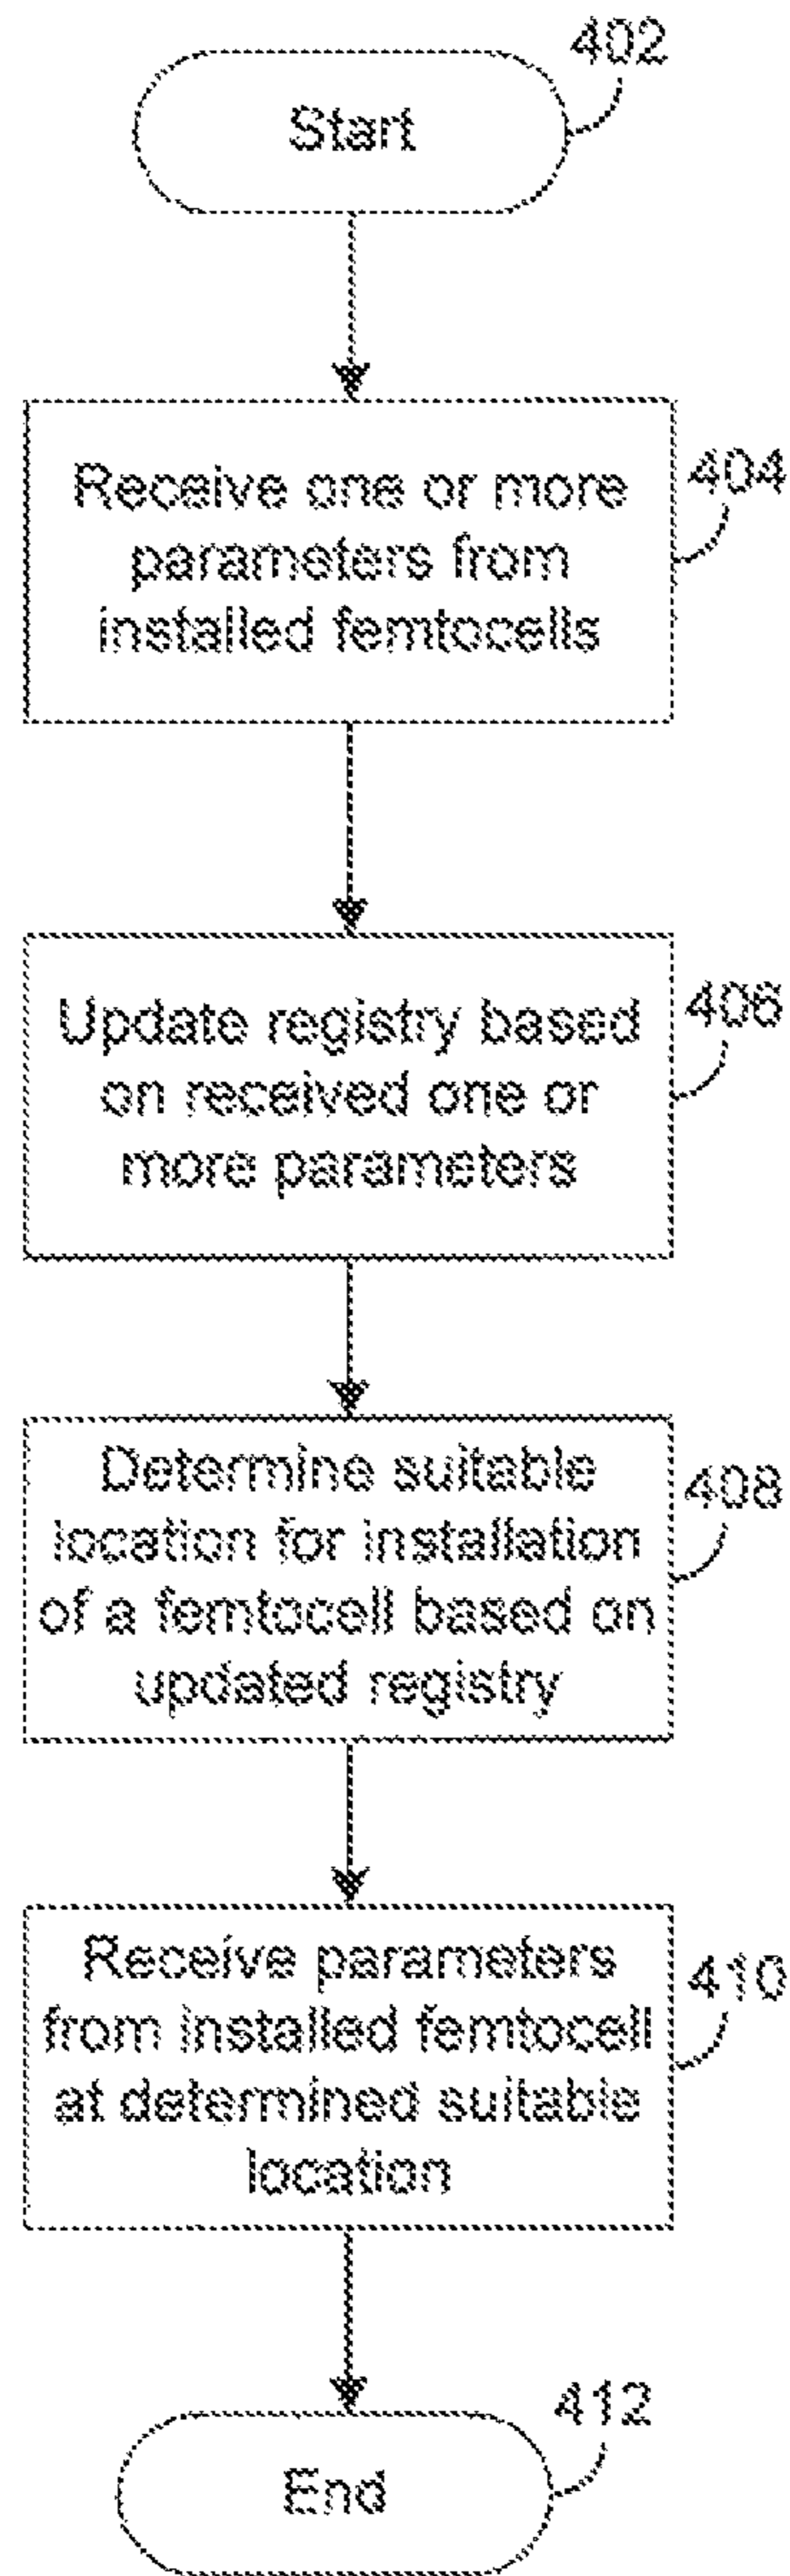 402
Start
404
Receive one or more
parameters from
installed femtocells
406
Update registry based
on received one or
more parameters
408
Determine suitable
location for installation
of a femtocell based on
updated registry
410
Receive parameters
from installed femtocell
at determined suitable
location
412
End